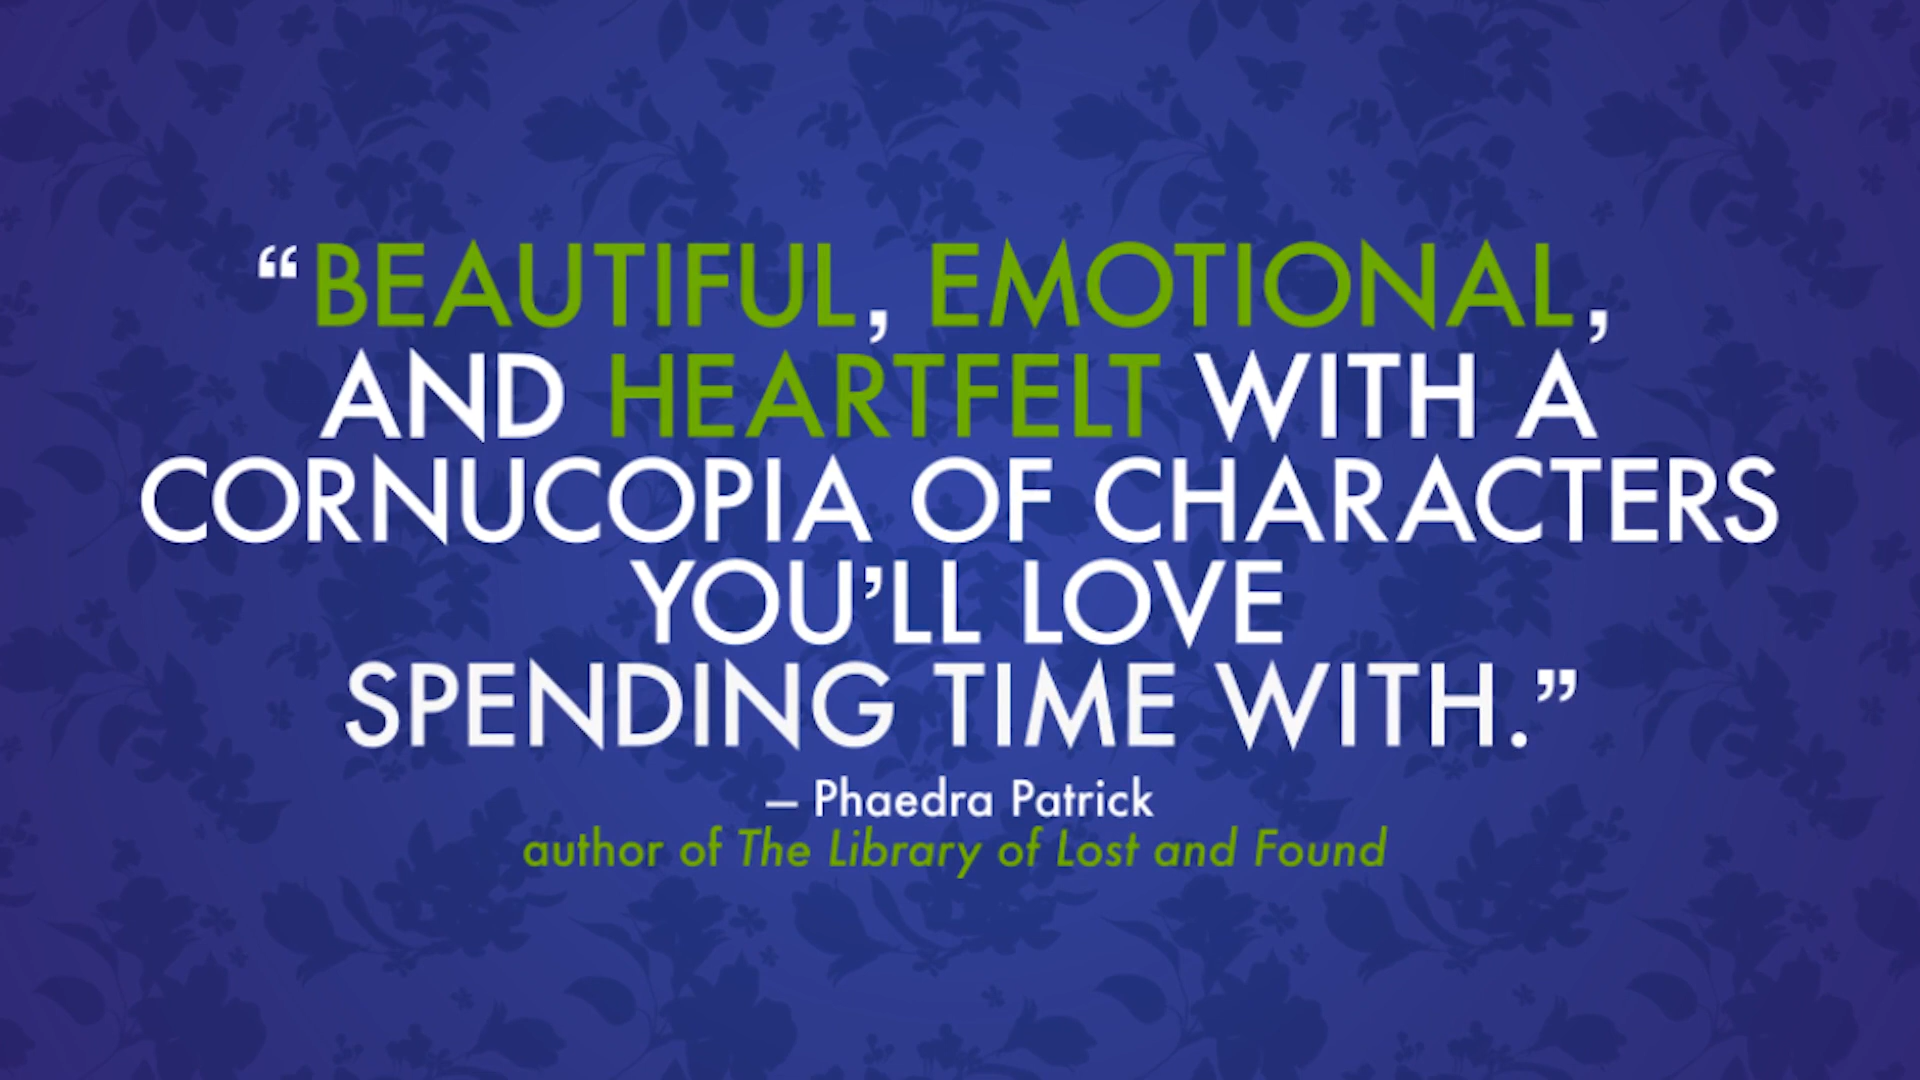 “BEAUTIFUL, EMOTIONAL,
AND HEARTFELT WITH A
CORNUCOPIA OF CHARACTERS
YOU’LL LOVE
SPENDING TIME WITH.”
– Phaedra Patrick
author of The Library of Lost and Found